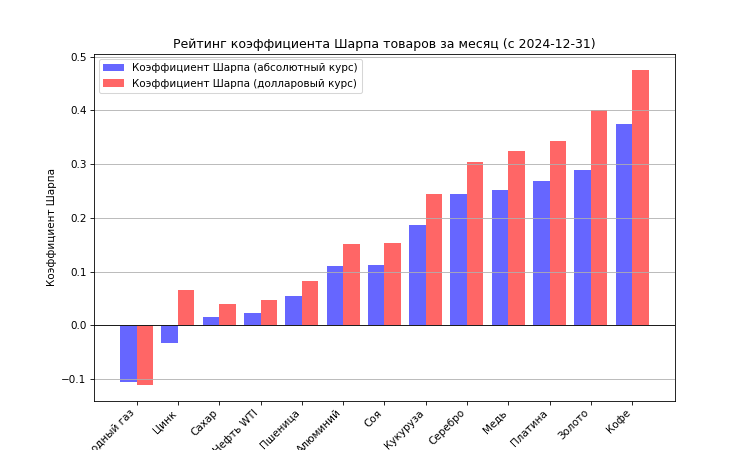 Рейтинг коэффициента Шарпа товаров за месяц (с 2024-12-31)
Коэффициент Шарпа (абсолютный курс)
Коэффициент Шарпа (долларовый курс)
Коэффициент Шарпа
0.5
0.4
0.3
0.2
0.1
0.0
−0.1
газ
Цинк
Сахар
Нефть WTI
Пшеница
Алюминий
Соя
Кукуруза
Серебро
Медь
Платина
Золото
Кофе